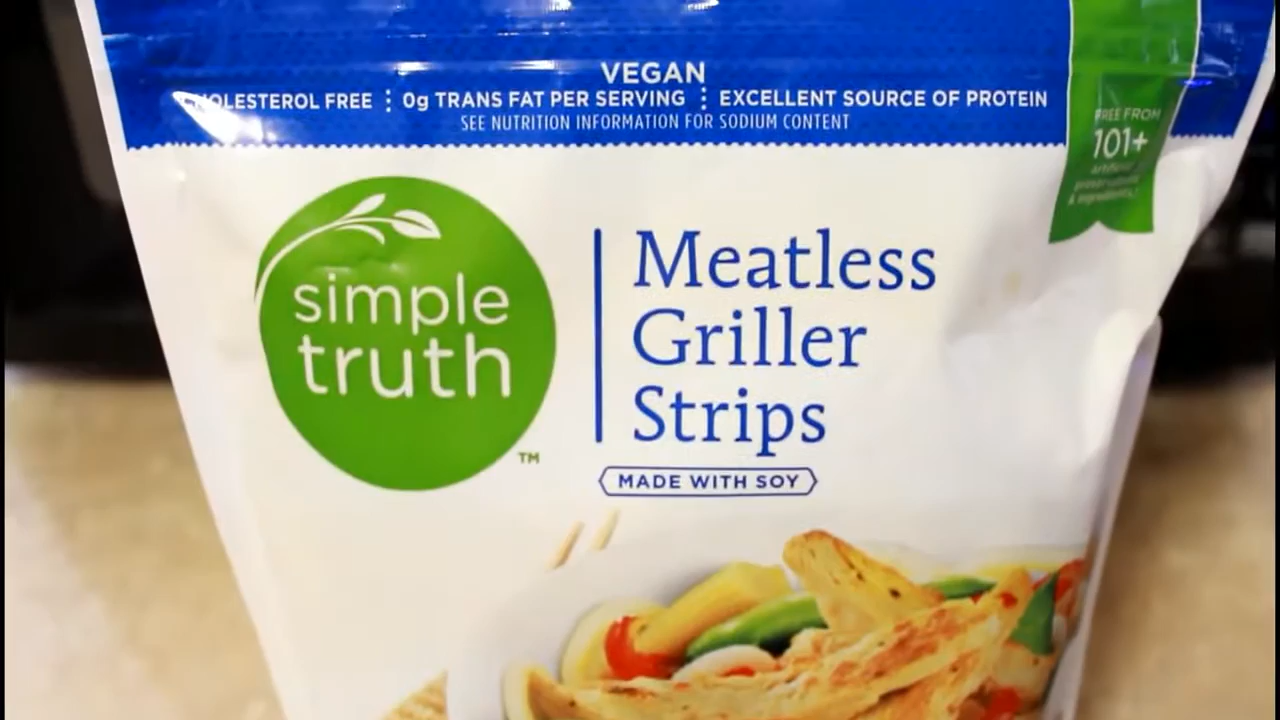 VEGAN
CHOLESTEROL FREE ⋮ 0g TRANS FAT PER SERVING ⋮ EXCELLENT SOURCE OF PROTEIN
SEE NUTRITION INFORMATION FOR SODIUM CONTENT
FREE FROM
101+
artificial
preservatives
& ingredients*
simple
truth
TM
Meatless
Griller
Strips
MADE WITH SOY